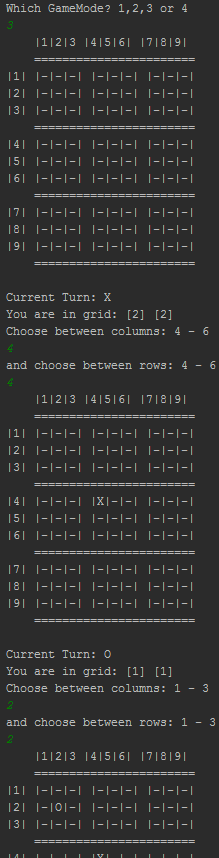 Which GameMode? 1,2,3 or 4
3
|1|2|3 |4|5|6| |7|8|9|
========================
|1| |-|-|-| |-|-|-| |-|-|-|
|2| |-|-|-| |-|-|-| |-|-|-|
|3| |-|-|-| |-|-|-| |-|-|-|
========================
|4| |-|-|-| |-|-|-| |-|-|-|
|5| |-|-|-| |-|-|-| |-|-|-|
|6| |-|-|-| |-|-|-| |-|-|-|
========================
|7| |-|-|-| |-|-|-| |-|-|-|
|8| |-|-|-| |-|-|-| |-|-|-|
|9| |-|-|-| |-|-|-| |-|-|-|
========================
Current Turn: X
You are in grid: [2] [2]
Choose between columns: 4 - 6
4
and choose between rows: 4 - 6
4
|1|2|3 |4|5|6| |7|8|9|
========================
|1| |-|-|-| |-|-|-| |-|-|-|
|2| |-|-|-| |-|-|-| |-|-|-|
|3| |-|-|-| |-|-|-| |-|-|-|
========================
|4| |-|-|-| |X|-|-| |-|-|-|
|5| |-|-|-| |-|-|-| |-|-|-|
|6| |-|-|-| |-|-|-| |-|-|-|
========================
|7| |-|-|-| |-|-|-| |-|-|-|
|8| |-|-|-| |-|-|-| |-|-|-|
|9| |-|-|-| |-|-|-| |-|-|-|
========================
Current Turn: O
You are in grid: [1] [1]
Choose between columns: 1 - 3
2
and choose between rows: 1 - 3
2
|1|2|3 |4|5|6| |7|8|9|
========================
|1| |-|-|-| |-|-|-| |-|-|-|
|2| |-|O|-| |-|-|-| |-|-|-|
|3| |-|-|-| |-|-|-| |-|-|-|
========================
|4| |-|-|-| |X|-|-| |-|-|-|